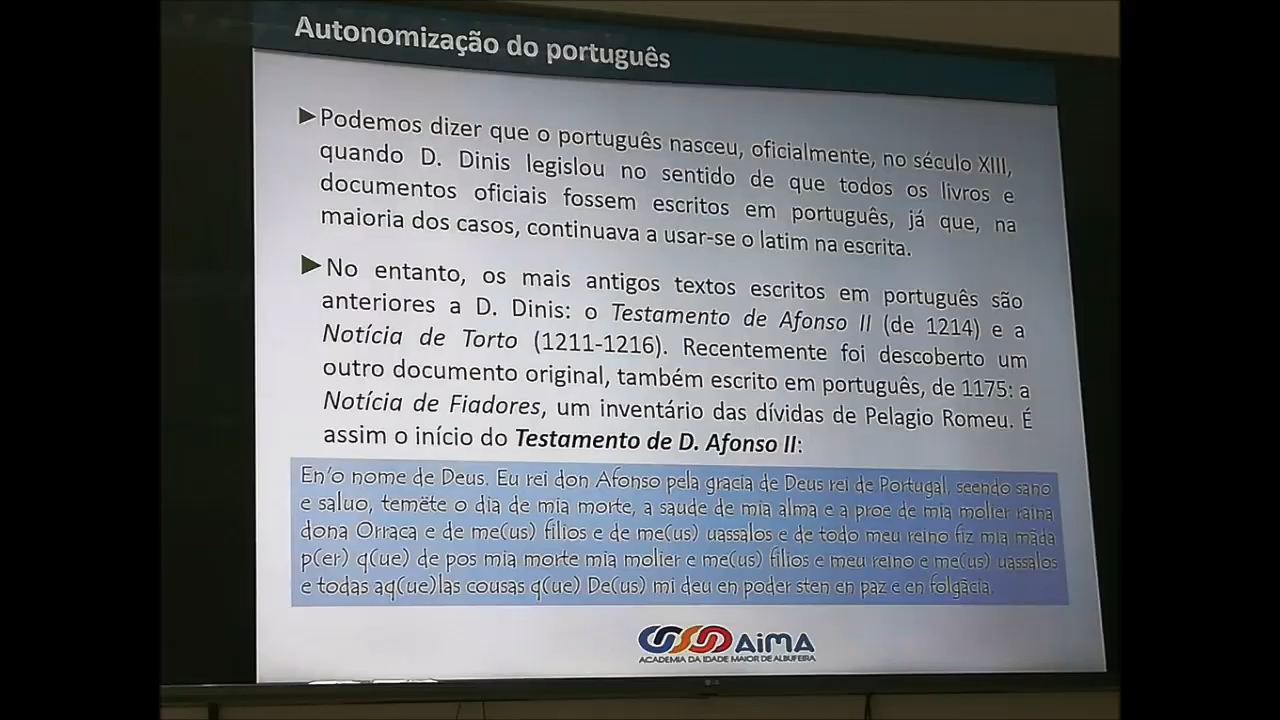 Autonomização do português
►Podemos dizer que o português nasceu, oficialmente, no século XIII,
quando D. Dinis legislou no sentido de que todos os livros e
documentos oficiais fossem escritos em português, já que, na
maioria dos casos, continuava a usar-se o latim na escrita.
►No entanto, os mais antigos textos escritos em português são
anteriores a D. Dinis: o Testamento de Afonso II (de 1214) e a
Notícia de Torto (1211-1216). Recentemente foi descoberto um
outro documento original, também escrito em português, de 1175: a
Notícia de Fiadores, um inventário das dívidas de Pelagio Romeu. É
assim o início do Testamento de D. Afonso II:
En'o nome de Deus. Eu rei don Afonso pela gracia de Deus rei de Portugal, seendo sano
e saluo, temẽte o dia de mia morte, a saude de mia alma e a proe de mia molier raina
dona Orraca e de me(us) filios e de me(us) uassalos e de todo meu reino fiz mia mãda
p(er) q(ue) de pos mia morte mia molier e me(us) filios e meu reino e me(us) uassalos
e todas aq(ue)las cousas q(ue) De(us) mi deu en poder sten en paz e en folgãcia.
AiMA
ACADEMIA DA IDADE MAIOR DE ALBUFEIRA
LG